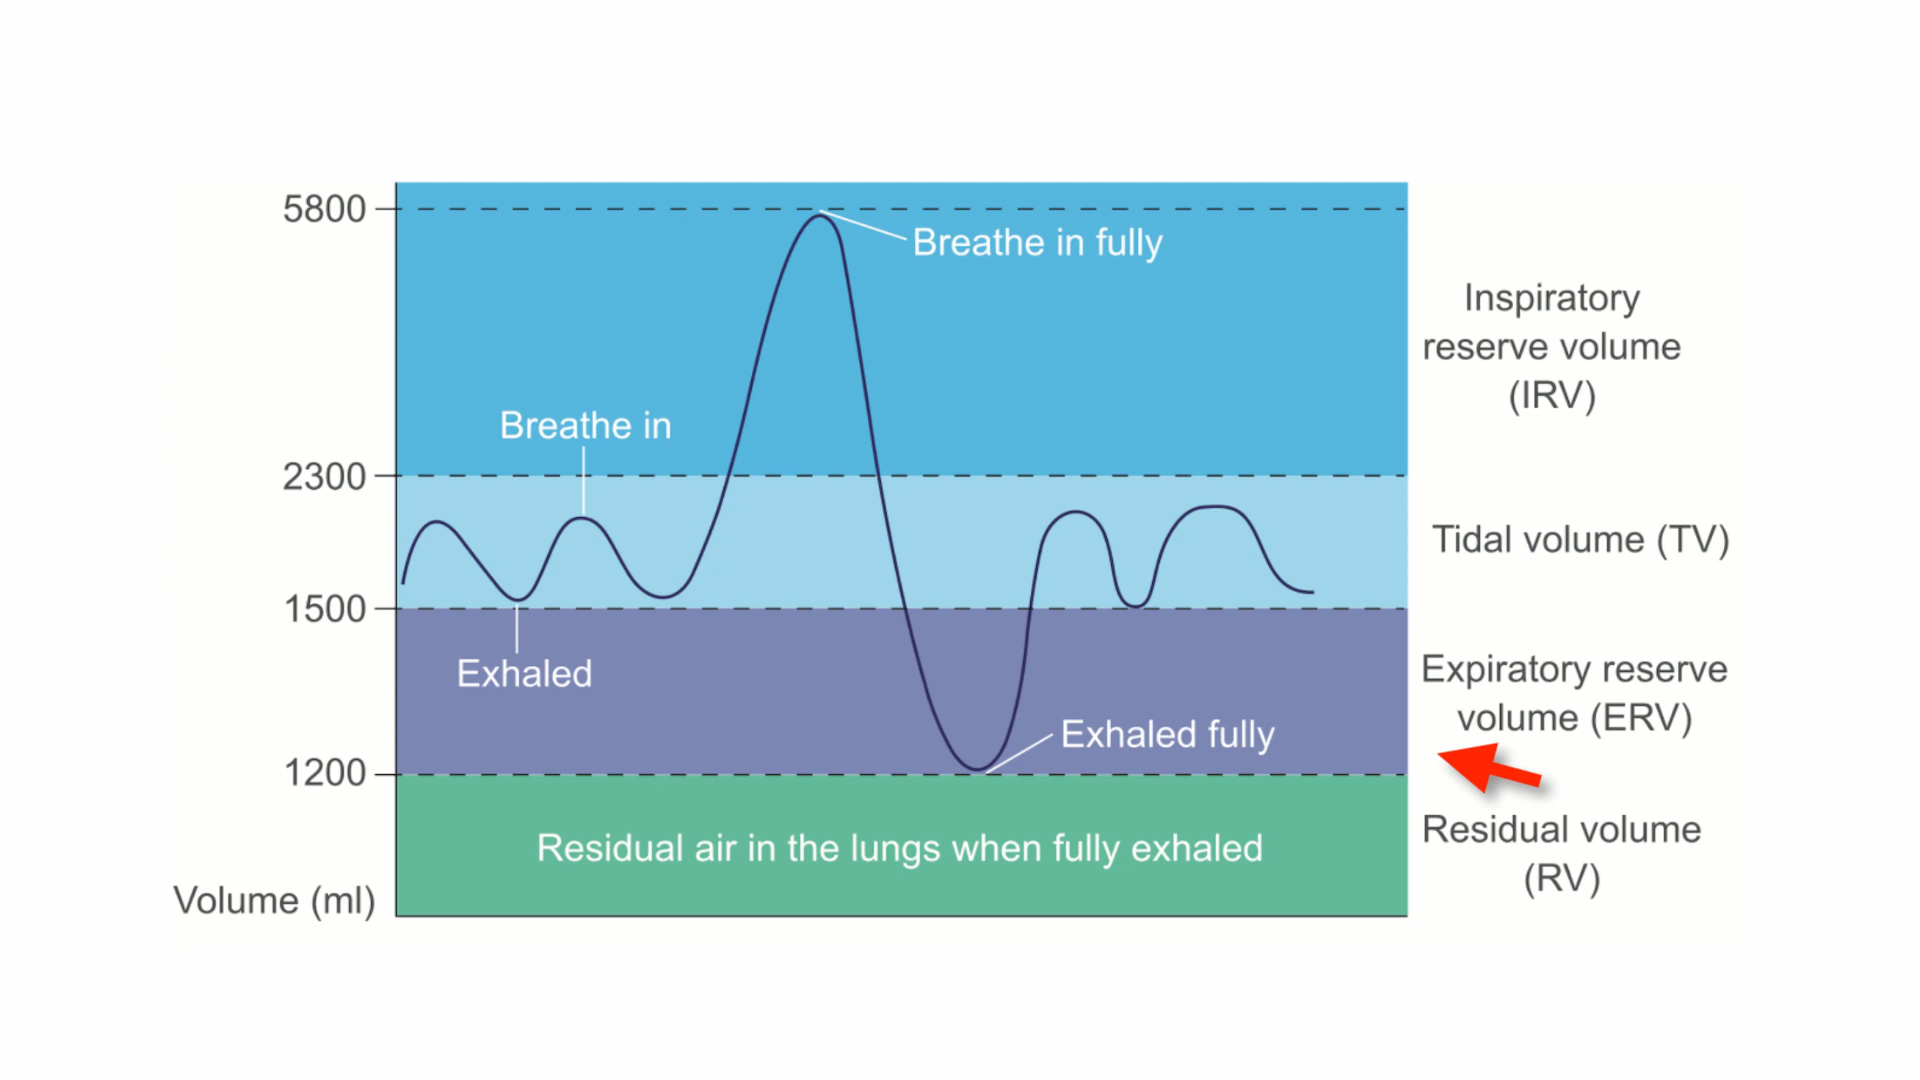 5800
Breathe in fully
Inspiratory
reserve volume
(IRV)
Breathe in
2300
Tidal volume (TV)
1500
Exhaled
Expiratory reserve
volume (ERV)
Exhaled fully
1200
Residual air in the lungs when fully exhaled
Residual volume
(RV)
Volume (ml)